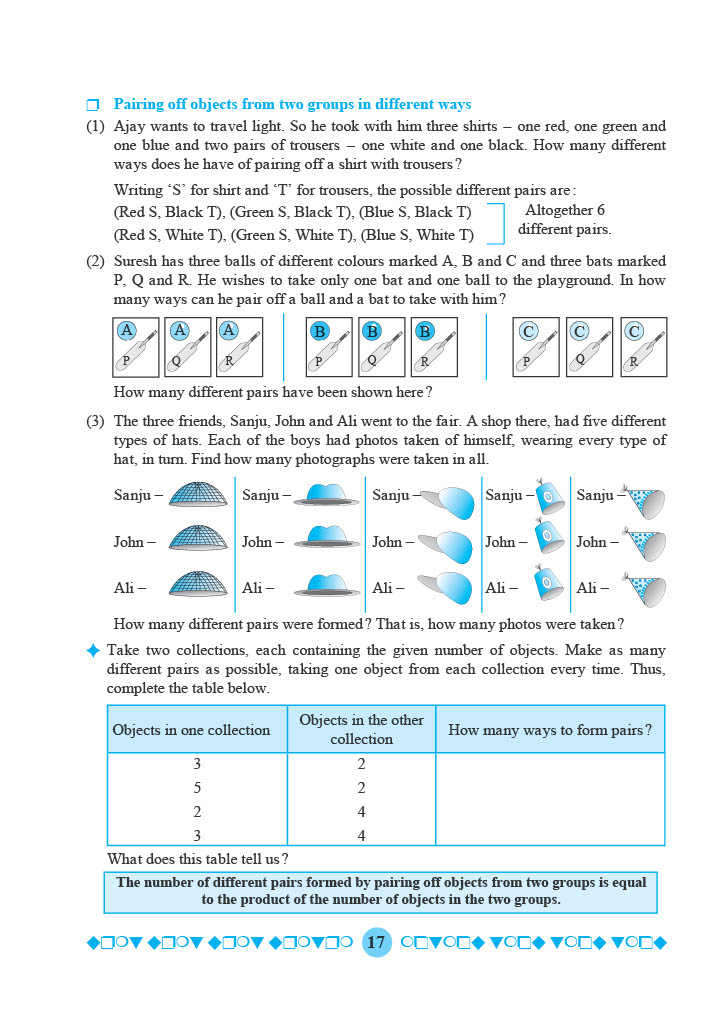 ❒ Pairing off objects from two groups in different ways
(1) Ajay wants to travel light. So he took with him three shirts – one red, one green and
one blue and two pairs of trousers – one white and one black. How many different
ways does he have of pairing off a shirt with trousers?
Writing ‘S’ for shirt and ‘T’ for trousers, the possible different pairs are:
(Red S, Black T), (Green S, Black T), (Blue S, Black T)
(Red S, White T), (Green S, White T), (Blue S, White T)
Altogether 6
different pairs.
(2) Suresh has three balls of different colours marked A, B and C and three bats marked
P, Q and R. He wishes to take only one bat and one ball to the playground. In how
many ways can he pair off a ball and a bat to take with him?
A A A B B B C C C
P Q R P Q R P Q R
How many different pairs have been shown here?
(3) The three friends, Sanju, John and Ali went to the fair. A shop there, had five different
types of hats. Each of the boys had photos taken of himself, wearing every type of
hat, in turn. Find how many photographs were taken in all.
Sanju – Sanju – Sanju – Sanju – Sanju –
John – John – John – John – John –
Ali – Ali – Ali – Ali – Ali –
How many different pairs were formed? That is, how many photos were taken?
✦ Take two collections, each containing the given number of objects. Make as many
different pairs as possible, taking one object from each collection every time. Thus,
complete the table below.
Objects in one collection
Objects in the other
collection
How many ways to form pairs?
3 2
5 2
2 4
3 4
What does this table tell us?
The number of different pairs formed by pairing off objects from two groups is equal
to the product of the number of objects in the two groups.
17